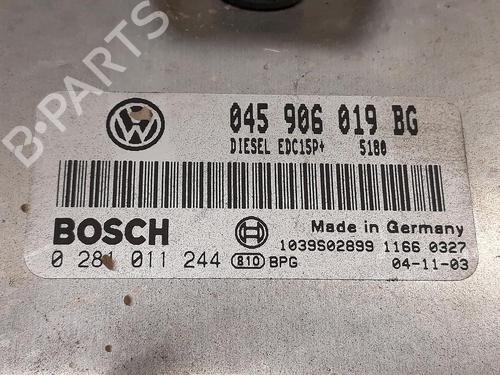 B-PARTS
045 906 019 BG
DIESEL EDC15P+ 5180
BOSCH
Made in Germany
1039S02899 1166 0327
0 281 011 244 810 BPG 04-11-03